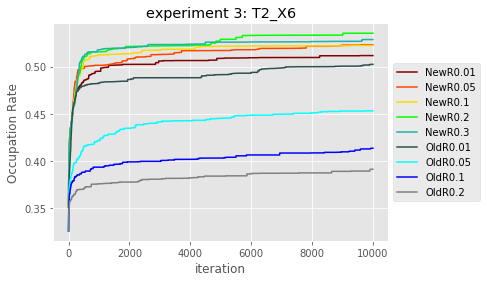 experiment 3: T2_X6
Occupation Rate
0.50
0.45
0.40
0.35
0
2000
4000
6000
8000
10000
iteration
NewR0.01
NewR0.05
NewR0.1
NewR0.2
NewR0.3
OldR0.01
OldR0.05
OldR0.1
OldR0.2